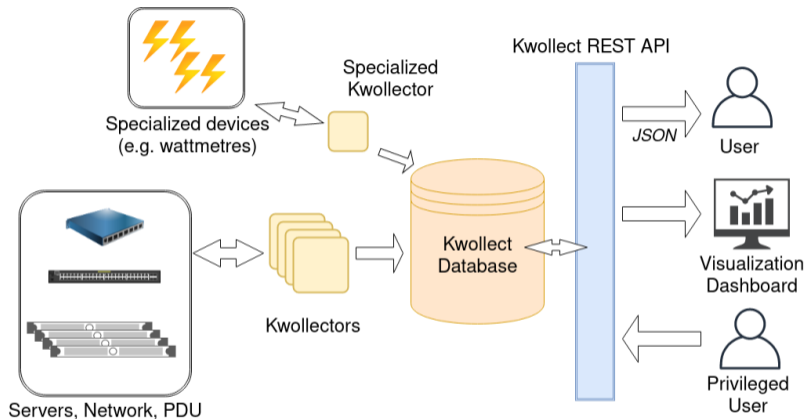 Specialized devices
(e.g. wattmetres)
Specialized
Kwollector
Kwollect REST API
JSON
User
Kwollect
Database
Visualization
Dashboard
Kwollectors
Privileged
User
Servers, Network, PDU